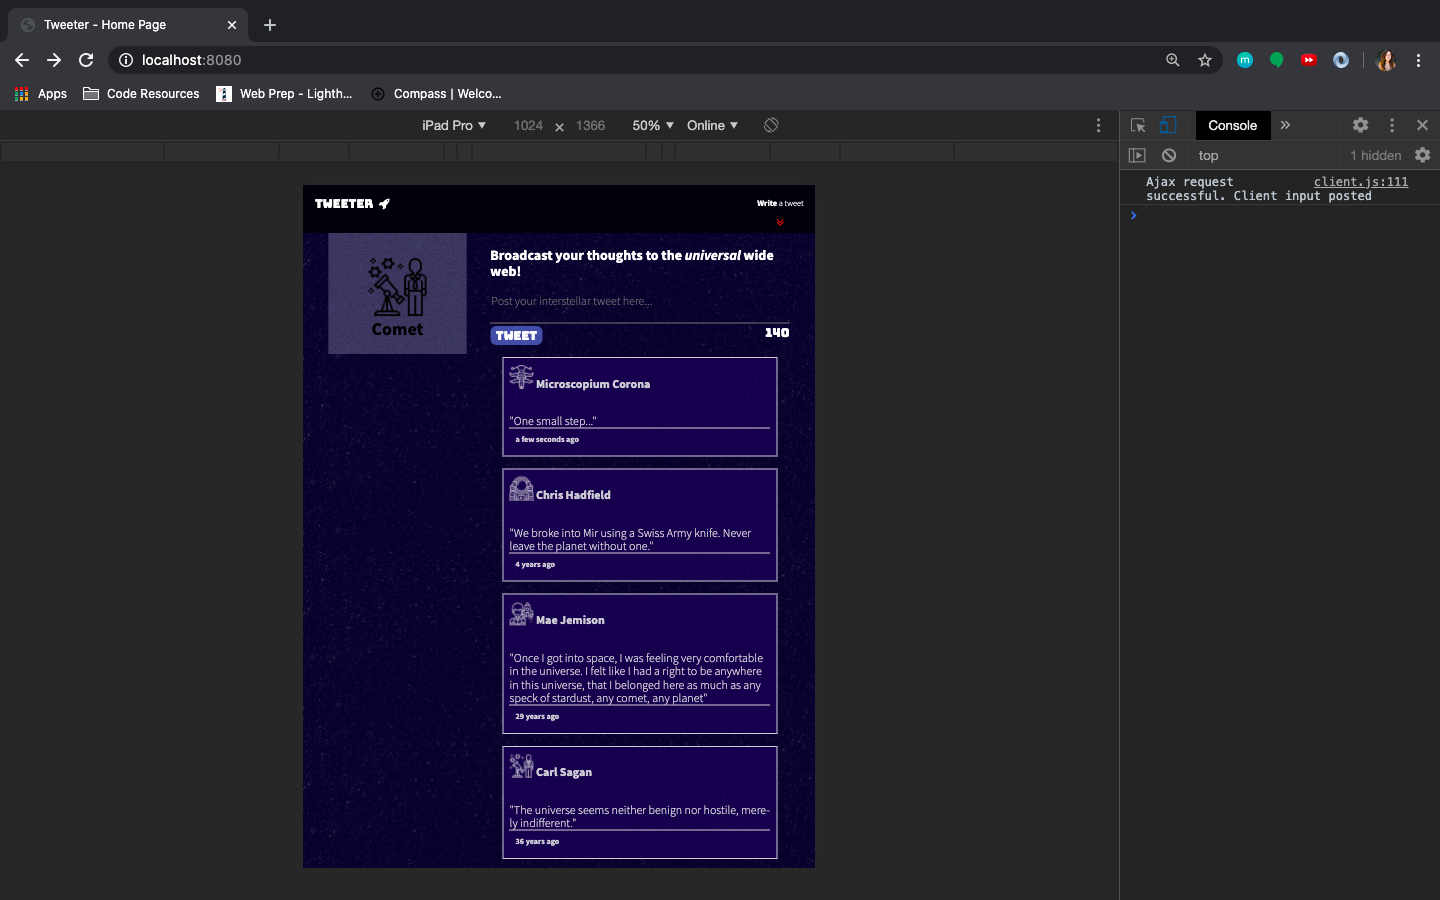 Tweeter - Home Page
localhost:8080
Apps
Code Resources
Web Prep - Lighth...
Compass | Welco...
iPad Pro
1024 × 1366
50%
Online
Console
top
1 hidden
Ajax request client.js:111
successful. Client input posted
TWEETER
Write a tweet
Comet
Broadcast your thoughts to the universal wide
web!
Post your interstellar tweet here...
TWEET
140
Microscopium Corona
"One small step..."
a few seconds ago
Chris Hadfield
"We broke into Mir using a Swiss Army knife. Never
leave the planet without one."
4 years ago
Mae Jemison
"Once I got into space, I was feeling very comfortable
in the universe. I felt like I had a right to be anywhere
in this universe, that I belonged here as much as any
speck of stardust, any comet, any planet"
29 years ago
Carl Sagan
"The universe seems neither benign nor hostile, mere-
ly indifferent."
36 years ago